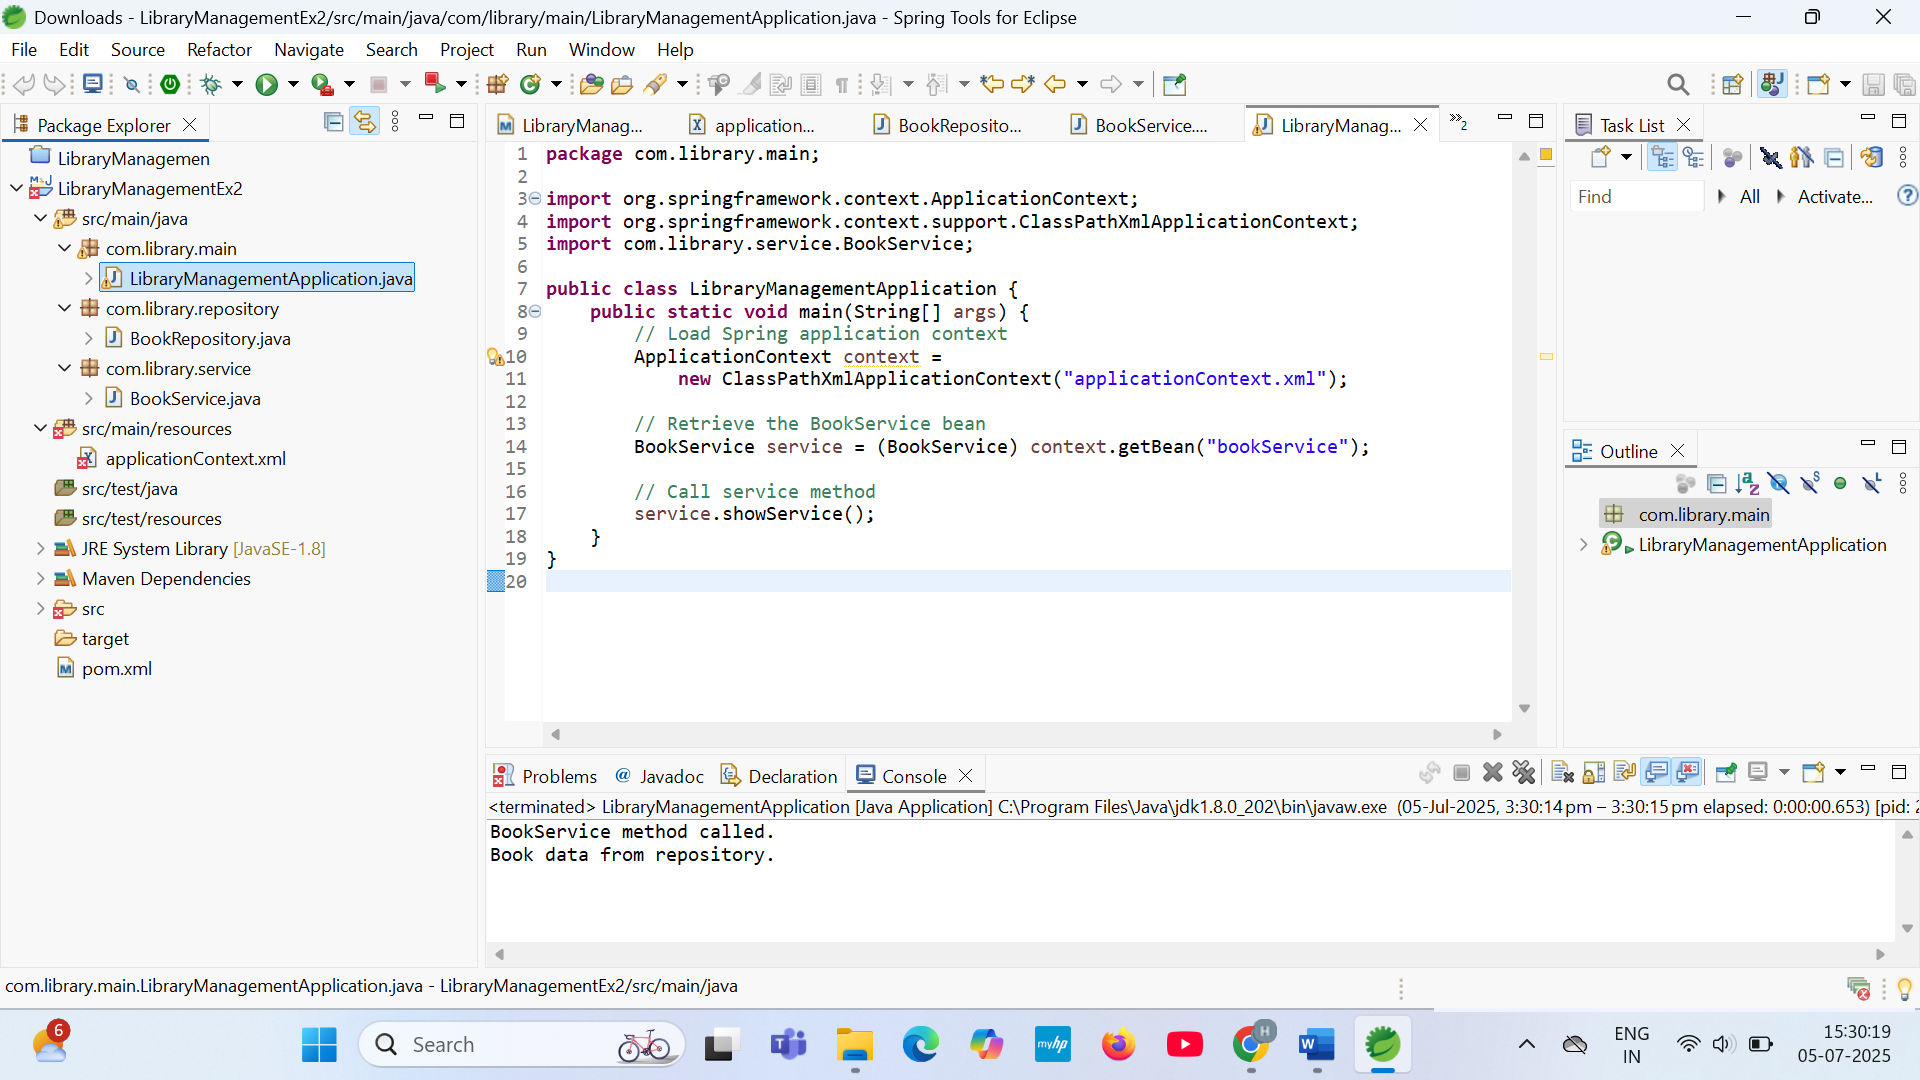 Downloads - LibraryManagementEx2/src/main/java/com/library/main/LibraryManagementApplication.java - Spring Tools for Eclipse
File Edit Source Refactor Navigate Search Project Run Window Help
Package Explorer
LibraryManagemen
LibraryManagementEx2
src/main/java
com.library.main
LibraryManagementApplication.java
com.library.repository
BookRepository.java
com.library.service
BookService.java
src/main/resources
applicationContext.xml
src/test/java
src/test/resources
JRE System Library [JavaSE-1.8]
Maven Dependencies
src
target
pom.xml
LibraryManag... application... BookReposito... BookService.... LibraryManag... »2
1 package com.library.main;
2
3 import org.springframework.context.ApplicationContext;
4 import org.springframework.context.support.ClassPathXmlApplicationContext;
5 import com.library.service.BookService;
6
7 public class LibraryManagementApplication {
8 public static void main(String[] args) {
9 // Load Spring application context
10 ApplicationContext context =
11 new ClassPathXmlApplicationContext("applicationContext.xml");
12
13 // Retrieve the BookService bean
14 BookService service = (BookService) context.getBean("bookService");
15
16 // Call service method
17 service.showService();
18 }
19 }
20
Task List
Find All Activate...
Outline
com.library.main
LibraryManagementApplication
Problems @ Javadoc Declaration Console
<terminated> LibraryManagementApplication [Java Application] C:\Program Files\Java\jdk1.8.0_202\bin\javaw.exe (05-Jul-2025, 3:30:14 pm – 3:30:15 pm elapsed: 0:00:00.653) [pid: 2
BookService method called.
Book data from repository.
com.library.main.LibraryManagementApplication.java - LibraryManagementEx2/src/main/java
6
Search
myhp
H
ENG
IN
15:30:19
05-07-2025